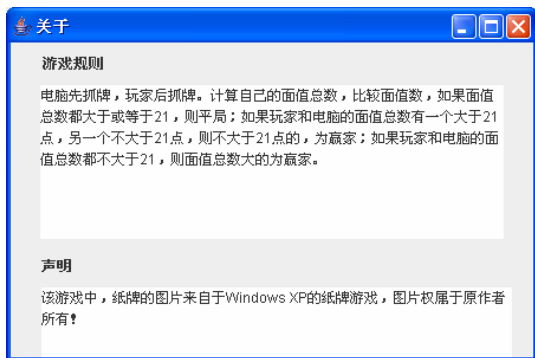 关于
游戏规则
电脑先抓牌，玩家后抓牌。计算自己的面值总数，比较面值数，如果面值
总数都大于或等于21，则平局；如果玩家和电脑的面值总数有一个大于21
点，另一个不大于21点，则不大于21点的，为赢家；如果玩家和电脑的面
值总数都不大于21，则面值总数大的为赢家。
声明
该游戏中，纸牌的图片来自于Windows XP的纸牌游戏，图片权属于原作者
所有！